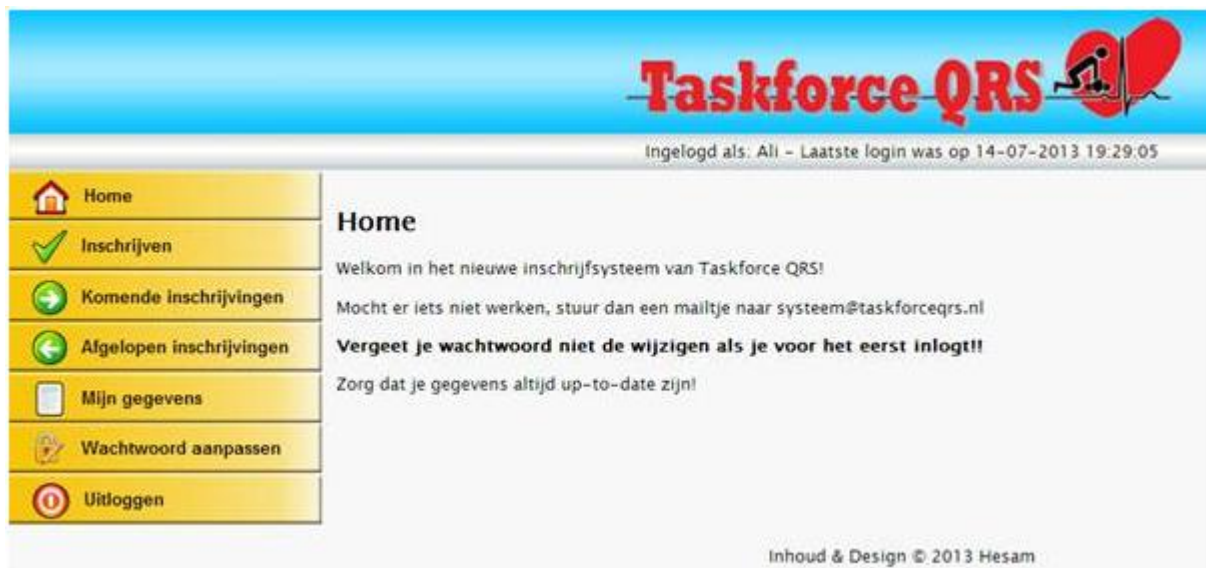 Taskforce QRS
Ingelogd als: Ali – Laatste login was op 14-07-2013 19:29:05
Home
Inschrijven
Komende inschrijvingen
Afgelopen inschrijvingen
Mijn gegevens
Wachtwoord aanpassen
Uitloggen
Home
Welkom in het nieuwe inschrijfsysteem van Taskforce QRS!
Mocht er iets niet werken, stuur dan een mailtje naar systeem@taskforceqrs.nl
Vergeet je wachtwoord niet de wijzigen als je voor het eerst inlogt!!
Zorg dat je gegevens altijd up-to-date zijn!
Inhoud & Design © 2013 Hesam